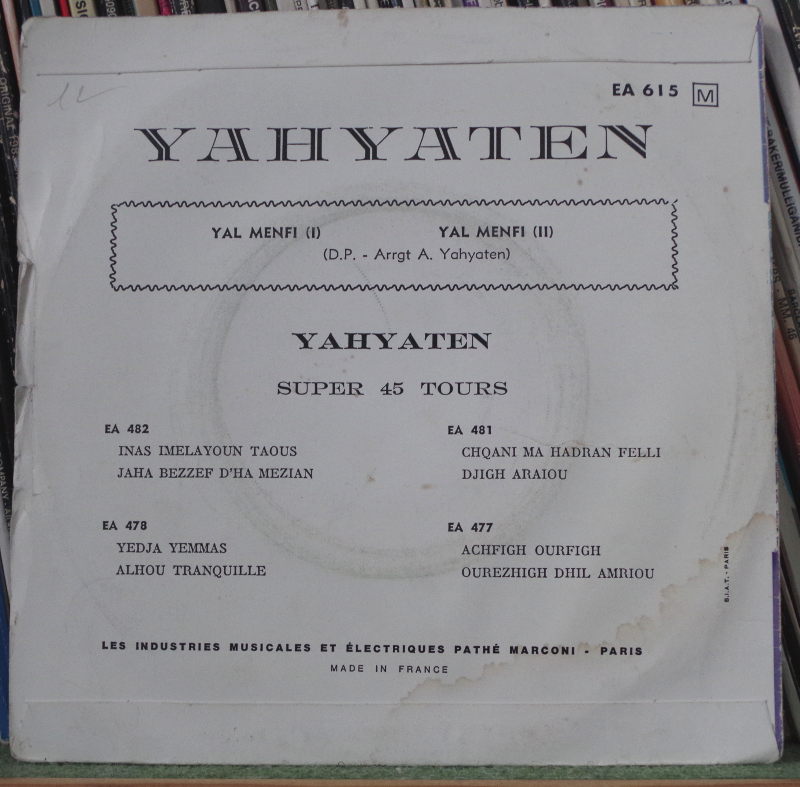 EA 615 M
YAHYATEN
YAL MENFI (I) YAL MENFI (II)
(D.P. - Arrgt A. Yahyaten)
YAHYATEN
SUPER 45 TOURS
EA 482
INAS IMELAYOUN TAOUS
JAHA BEZZEF D'HA MEZIAN
EA 481
CHQANI MA HADRAN FELLI
DJIGH ARAIOU
EA 478
YEDJA YEMMAS
ALHOU TRANQUILLE
EA 477
ACHFIGH OURFIGH
OUREZHIGH DHIL AMRIOU
S.I.A.T. - PARIS
LES INDUSTRIES MUSICALES ET ÉLECTRIQUES PATHÉ MARCONI - PARIS
MADE IN FRANCE